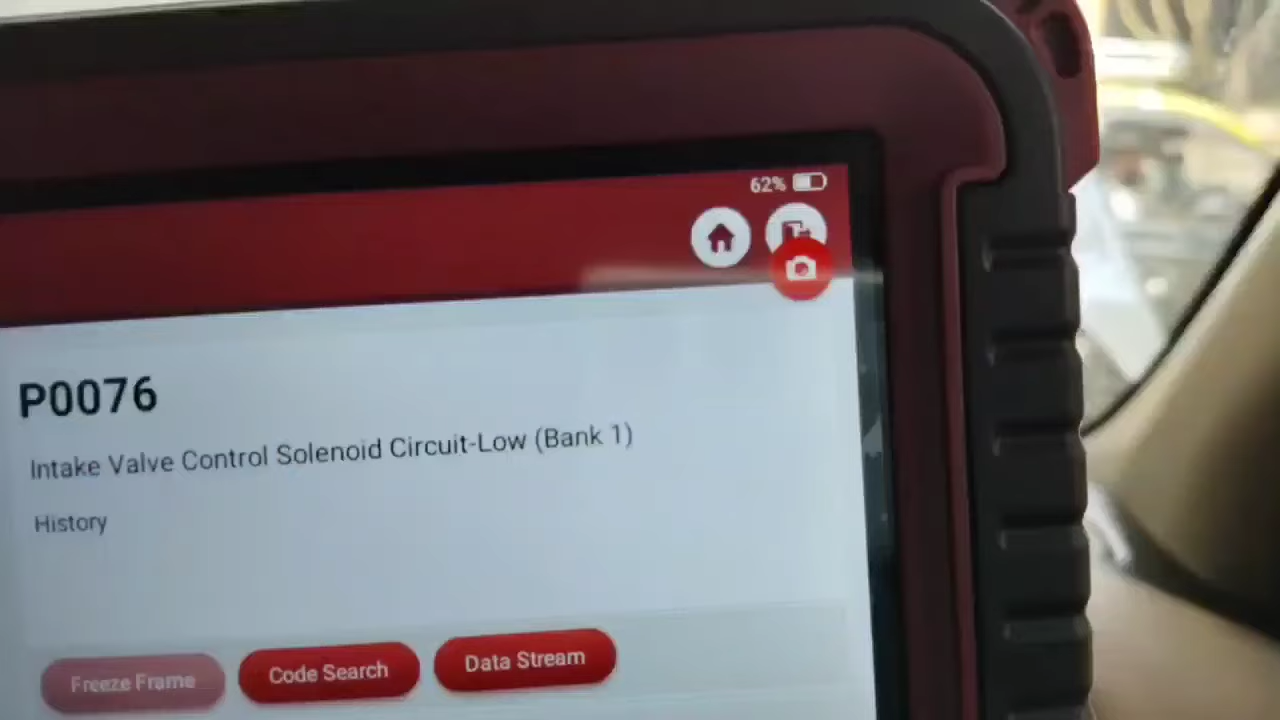 62%
P0076
Intake Valve Control Solenoid Circuit-Low (Bank 1)
History
Freeze Frame
Code Search
Data Stream